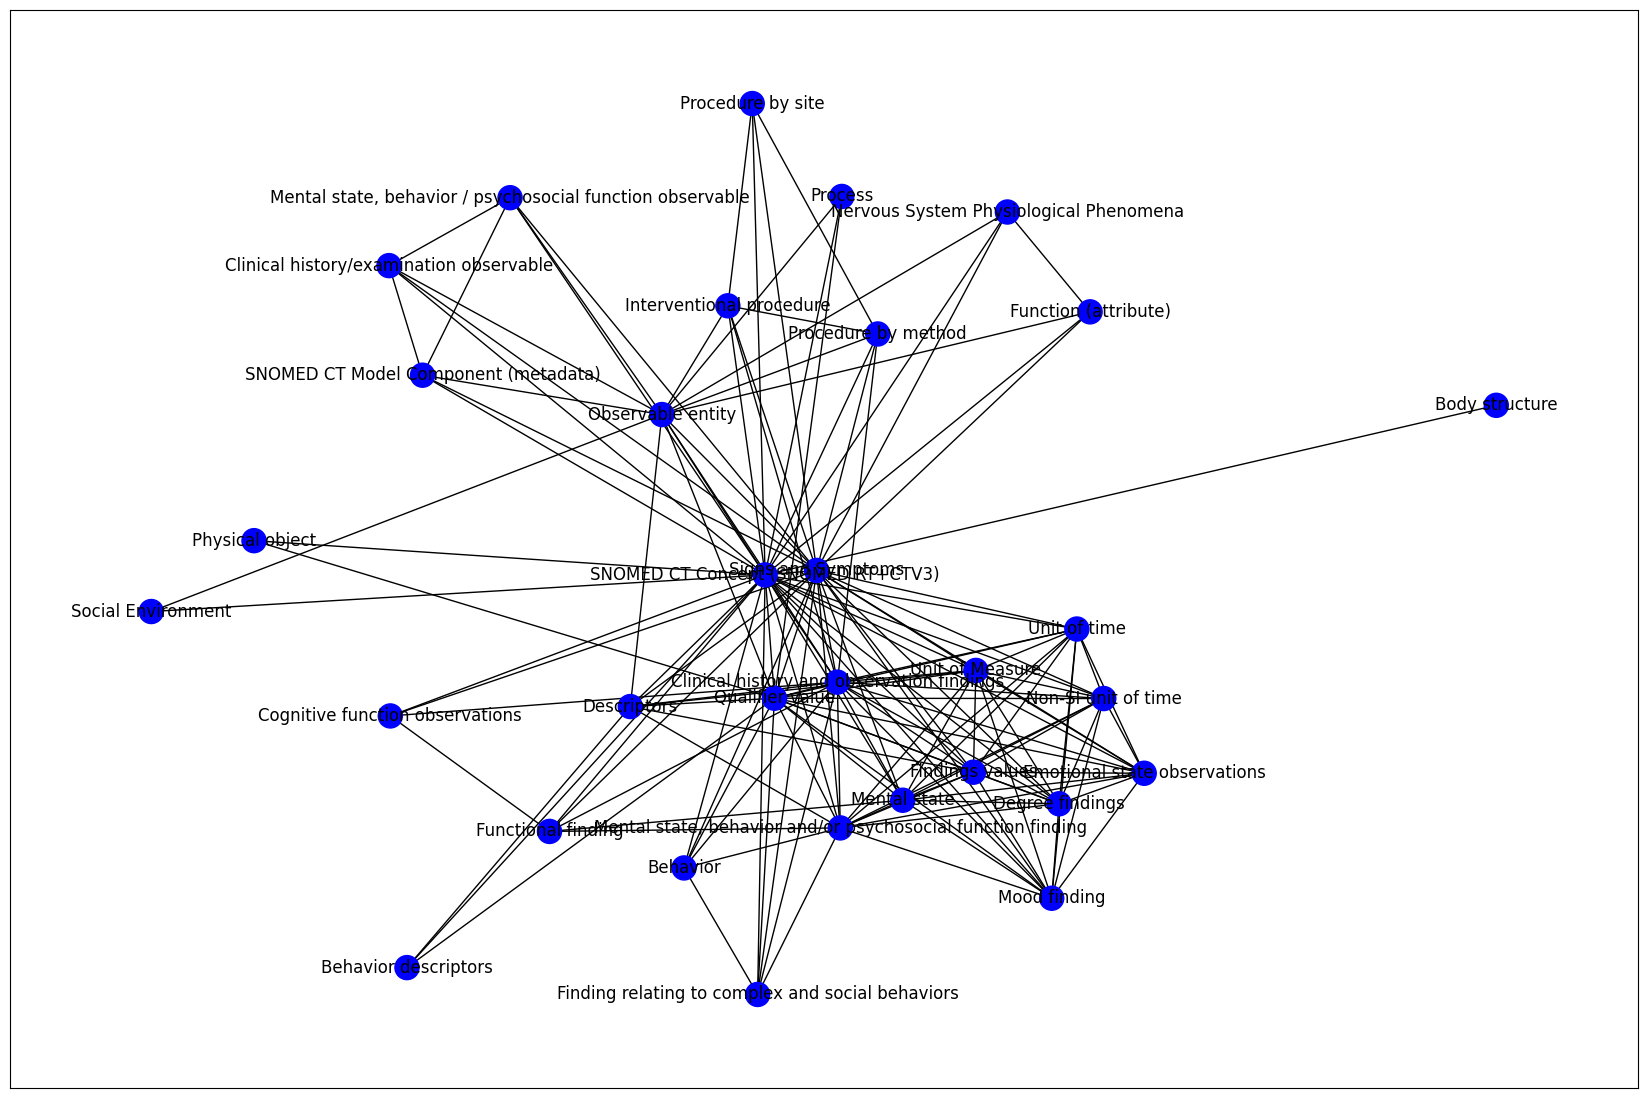 Procedure by site
Mental state, behavior / psychosocial function observable
Process
Nervous System Physiological Phenomena
Clinical history/examination observable
Interventional procedure
Function (attribute)
Procedure by method
SNOMED CT Model Component (metadata)
Observable entity
Body structure
Physical object
Signs and Symptoms
SNOMED CT Concept (SNOMED RT+CTV3)
Social Environment
Unit of time
Unit of Measure
Clinical history and observation findings
Qualifier value
Non-SI unit of time
Descriptors
Cognitive function observations
Findings values
Emotional state observations
Mental state
Degree findings
Functional finding
Mental state, behavior and/or psychosocial function finding
Behavior
Mood finding
Behavior descriptors
Finding relating to complex and social behaviors